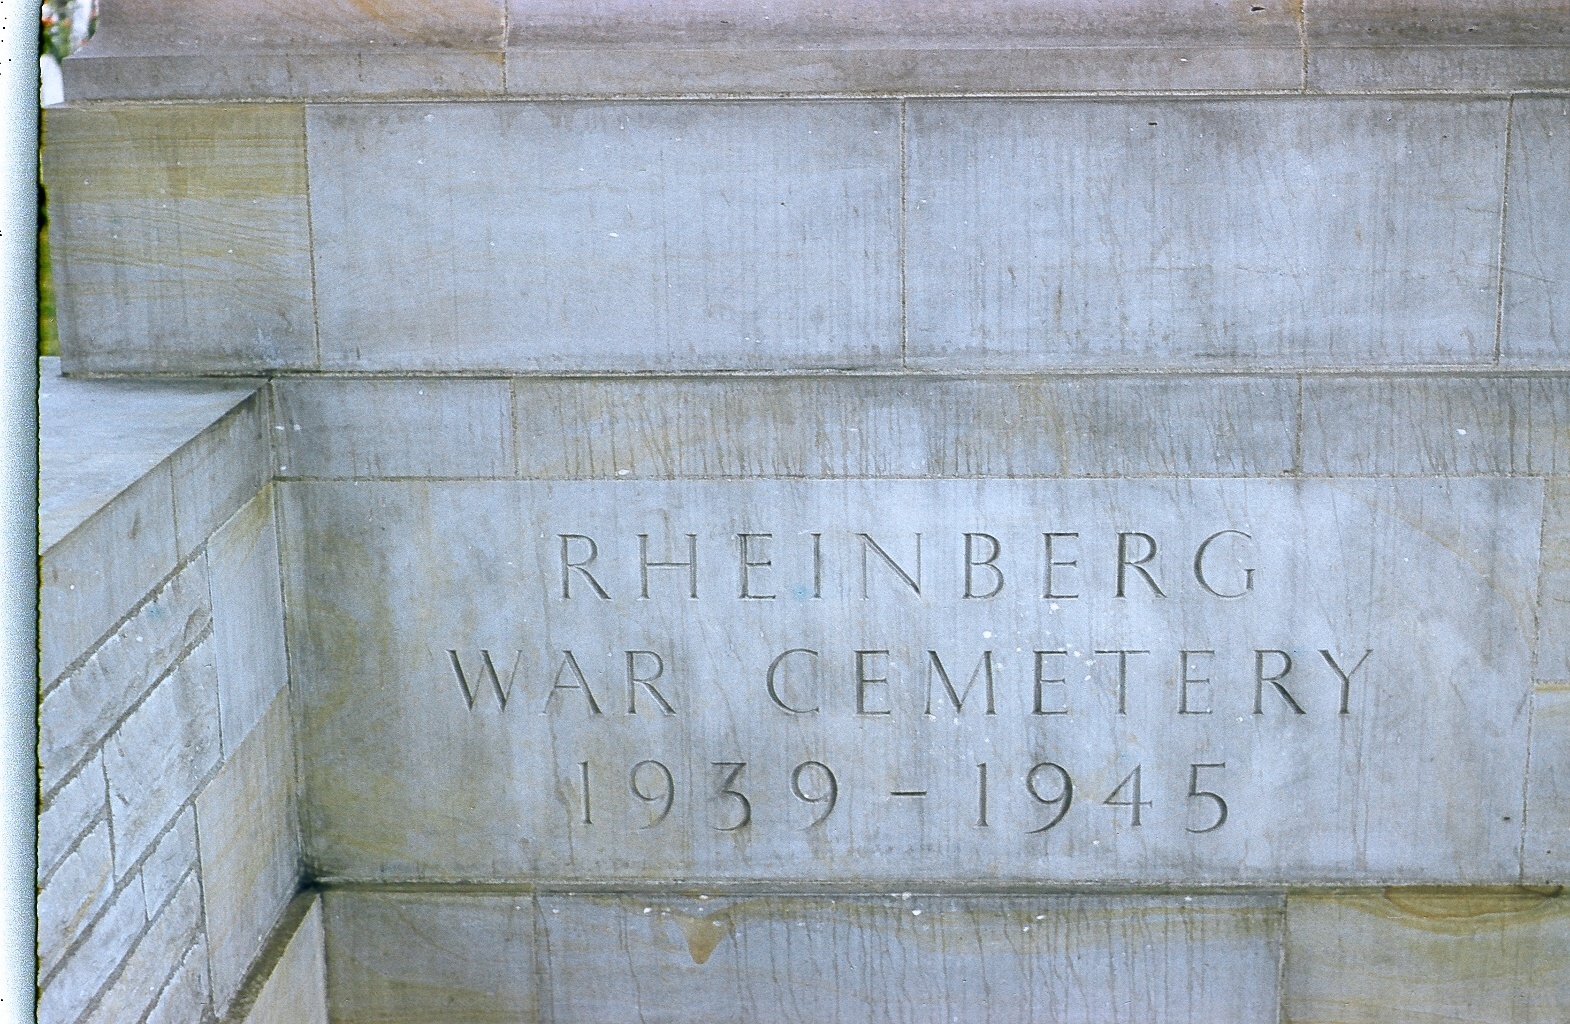 RHEINBERG
WAR CEMETERY
1939 - 1945